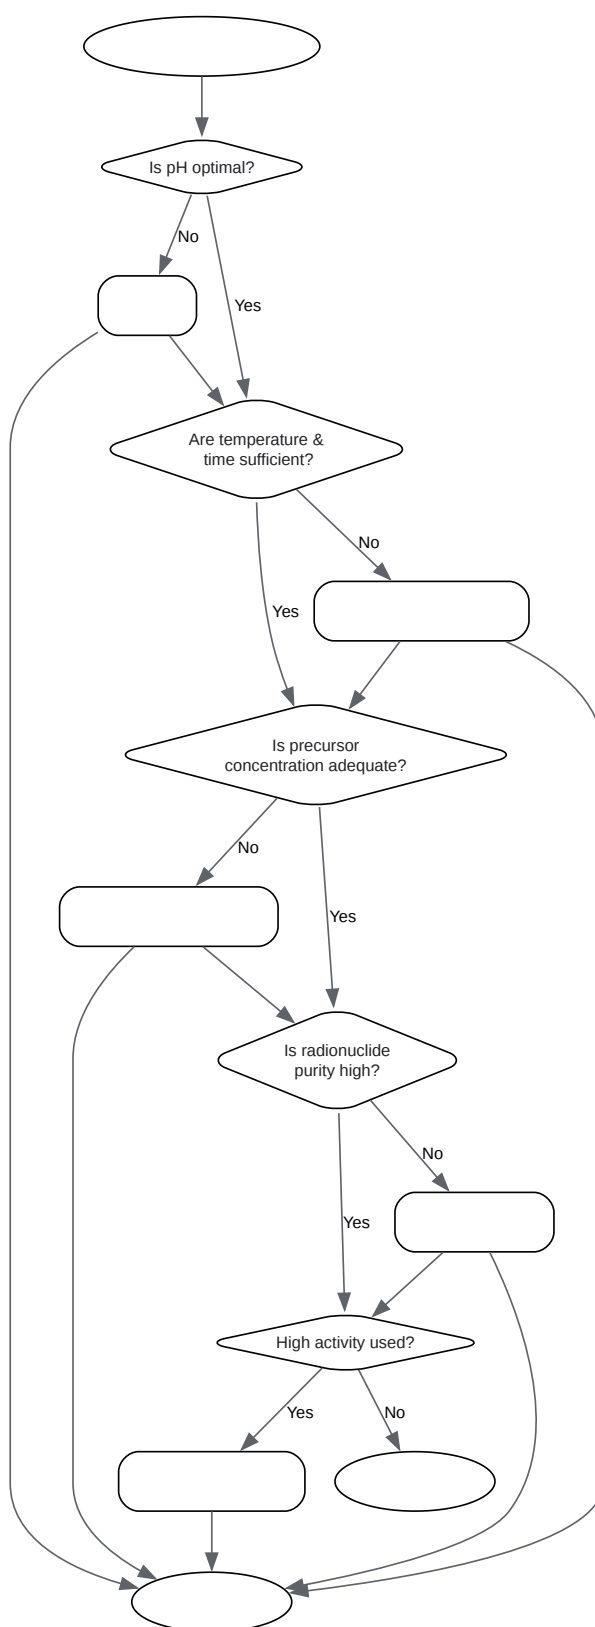 Is pH optimal?
No
Yes
Are temperature &
time sufficient?
No
Yes
Is precursor
concentration adequate?
No
Yes
Is radionuclide
purity high?
No
Yes
High activity used?
Yes
No